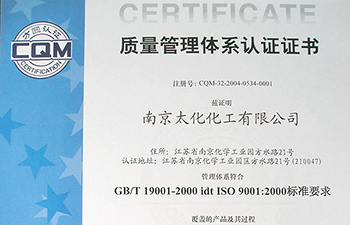 CERTIFICATE
方圆认证
CQM
CERTIFICATION
质量管理体系认证证书
注册号: CQM-32-2004-0534-0001
兹证明
南京太化化工有限公司
住所: 江苏省南京化学工业园方水路21号
认证地址: 江苏省南京化学工业园区方水路21号 (210047)
管理体系符合
GB/T 19001-2000 idt ISO 9001:2000标准要求
覆盖的产品及其过程